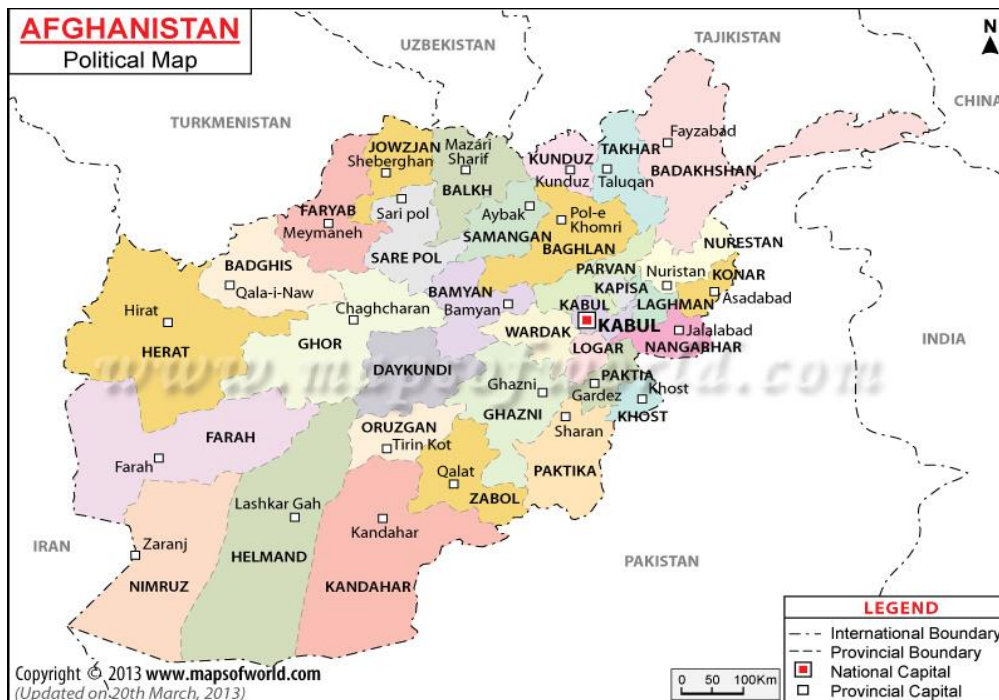 AFGHANISTAN
Political Map
UZBEKISTAN
TAJIKISTAN
N
CHINA
TURKMENISTAN
Fayzabad
JOWZJAN
Mazári
Sharif
Sheberghan
KUNDUZ
Kunduz
TAKHAR
Taluqan
BADAKHSHAN
BALKH
Sari pol
Aybak
Pol-e
Khomri
FARYAB
Meymaneh
SAMANGAN
SARE POL
BAGHLAN
NURESTAN
BADGHIS
PARVAN
Nuristan
KONAR
Qala-i-Naw
BAMYAN
KAPISA
LAGHMAN
Asadabad
Hirat
Chaghcharan
Bamyan
KABUL
KABUL
WARDAK
Jalalabad
INDIA
HERAT
GHOR
LOGAR
NANGABHAR
www.mapsofworld.com
DAYKUNDI
Ghazni
PAKTIA
Gardez
Khost
GHAZNI
KHOST
ORUZGAN
Sharan
FARAH
Tirin Kot
Farah
Qalat
PAKTIKA
ZABOL
Lashkar Gah
Kandahar
IRAN
Zaranj
HELMAND
PAKISTAN
NIMRUZ
KANDAHAR
LEGEND
International Boundary
Provincial Boundary
National Capital
Provincial Capital
0 50 100Km
Copyright © 2013 www.mapsofworld.com
(Updated on 20th March, 2013)